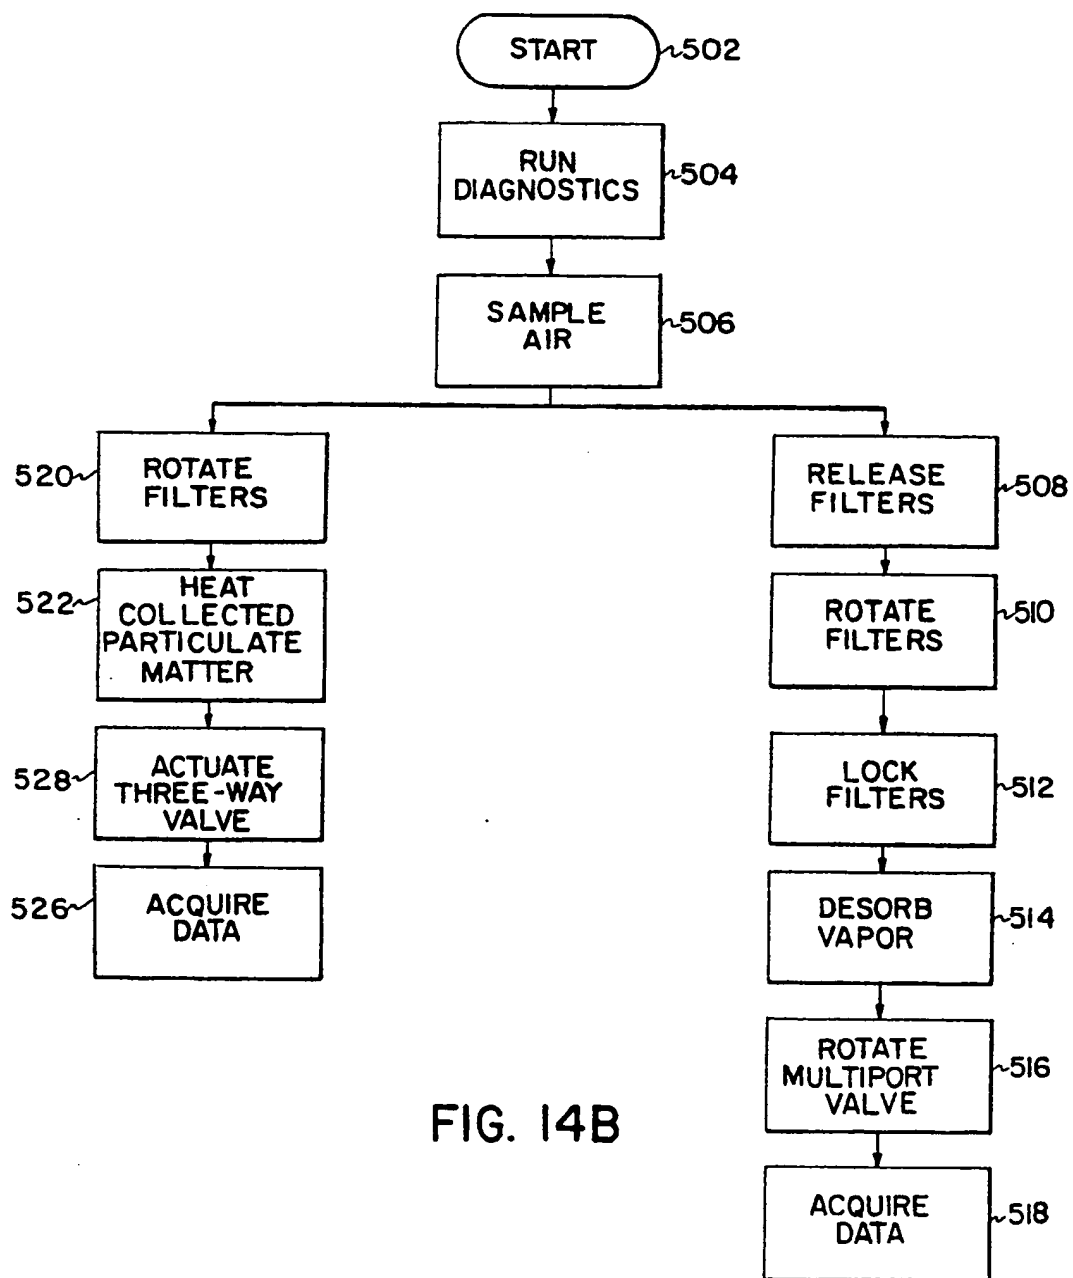 START
502
RUN
DIAGNOSTICS
504
SAMPLE
AIR
506
520
ROTATE
FILTERS
522
HEAT
COLLECTED
PARTICULATE
MATTER
528
ACTUATE
THREE-WAY
VALVE
526
ACQUIRE
DATA
RELEASE
FILTERS
508
ROTATE
FILTERS
510
LOCK
FILTERS
512
DESORB
VAPOR
514
ROTATE
MULTIPORT
VALVE
516
ACQUIRE
DATA
518
FIG. 14B